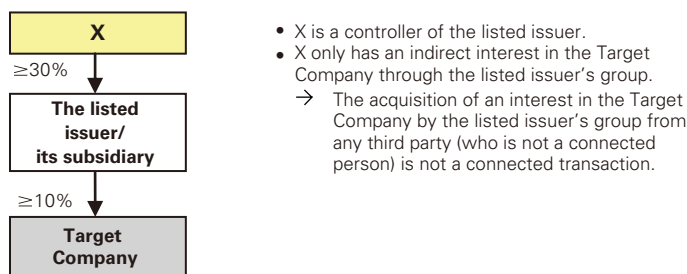 X
≥30%
The listed
issuer/
its subsidiary
≥10%
Target
Company
• X is a controller of the listed issuer.
• X only has an indirect interest in the Target
Company through the listed issuer’s group.
→ The acquisition of an interest in the Target
Company by the listed issuer’s group from
any third party (who is not a connected
person) is not a connected transaction.